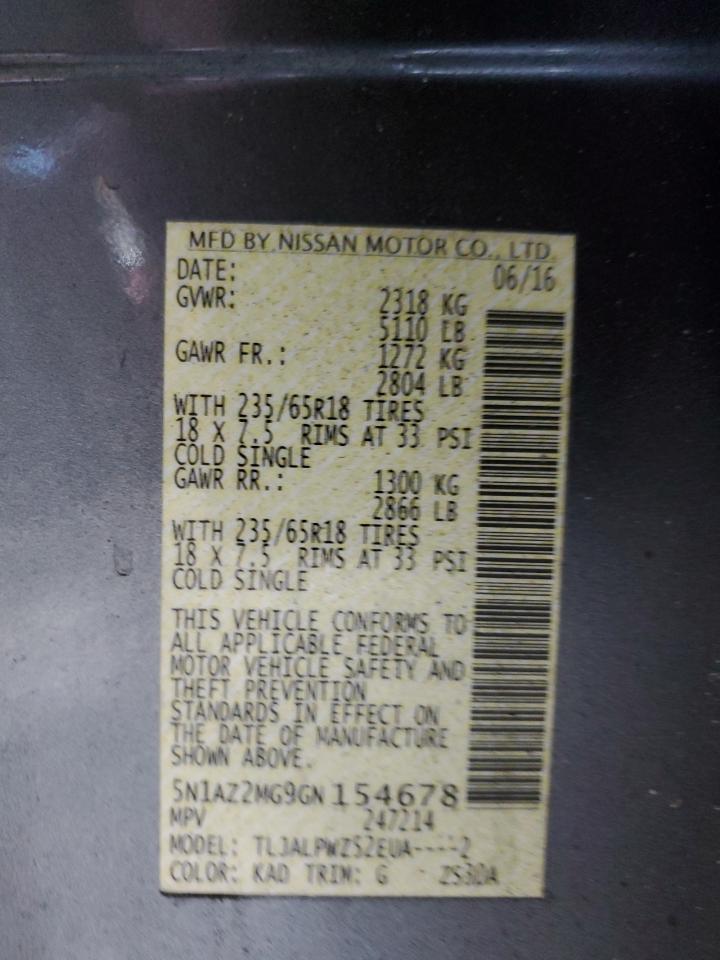 MFD BY NISSAN MOTOR CO., LTD.
DATE: 06/16
GVWR: 2318 KG
5110 LB
GAWR FR.: 1272 KG
2804 LB
WITH 235/65R18 TIRES
18 X 7.5 RIMS AT 33 PSI
COLD SINGLE
GAWR RR.: 1300 KG
2866 LB
WITH 235/65R18 TIRES
18 X 7.5 RIMS AT 33 PSI
COLD SINGLE
THIS VEHICLE CONFORMS TO
ALL APPLICABLE FEDERAL
MOTOR VEHICLE SAFETY AND
THEFT PREVENTION
STANDARDS IN EFFECT ON
THE DATE OF MANUFACTURE
SHOWN ABOVE.
5N1AZ2MG9GN154678
MPV 247214
MODEL: TLJALPWZ52EUA----2
COLOR: KAD TRIM: G